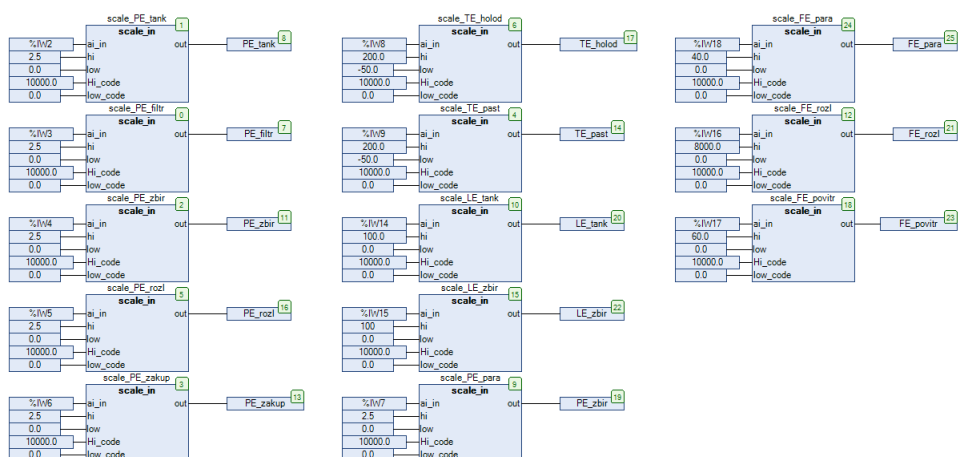 scale_PE_tank
1
scale_in
%IW2 ai_in out PE_tank 8
2.5 hi
0.0 low
10000.0 Hi_code
0.0 low_code
scale_PE_filtr
0
scale_in
%IW3 ai_in out PE_filtr 7
2.5 hi
0.0 low
10000.0 Hi_code
0.0 low_code
scale_PE_zbir
2
scale_in
%IW4 ai_in out PE_zbir 11
2.5 hi
0.0 low
10000.0 Hi_code
0.0 low_code
scale_PE_rozl
5
scale_in
%IW5 ai_in out PE_rozl 16
2.5 hi
0.0 low
10000.0 Hi_code
0.0 low_code
scale_PE_zakup
3
scale_in
%IW6 ai_in out PE_zakup 13
2.5 hi
0.0 low
10000.0 Hi_code
0.0 low_code
scale_TE_holod
6
scale_in
%IW8 ai_in out TE_holod 17
200.0 hi
-50.0 low
10000.0 Hi_code
0.0 low_code
scale_TE_past
4
scale_in
%IW9 ai_in out TE_past 14
200.0 hi
-50.0 low
10000.0 Hi_code
0.0 low_code
scale_LE_tank
10
scale_in
%IW14 ai_in out LE_tank 20
100.0 hi
0.0 low
10000.0 Hi_code
0.0 low_code
scale_LE_zbir
15
scale_in
%IW15 ai_in out LE_zbir 22
100 hi
0.0 low
10000.0 Hi_code
0.0 low_code
scale_PE_para
9
scale_in
%IW7 ai_in out PE_zbir 19
2.5 hi
0.0 low
10000.0 Hi_code
0.0 low_code
scale_FE_para
24
scale_in
%IW18 ai_in out FE_para 25
40.0 hi
0.0 low
10000.0 Hi_code
0.0 low_code
scale_FE_rozl
12
scale_in
%IW16 ai_in out FE_rozl 21
8000.0 hi
0.0 low
10000.0 Hi_code
0.0 low_code
scale_FE_povitr
18
scale_in
%IW17 ai_in out FE_povitr 23
60.0 hi
0.0 low
10000.0 Hi_code
0.0 low_code